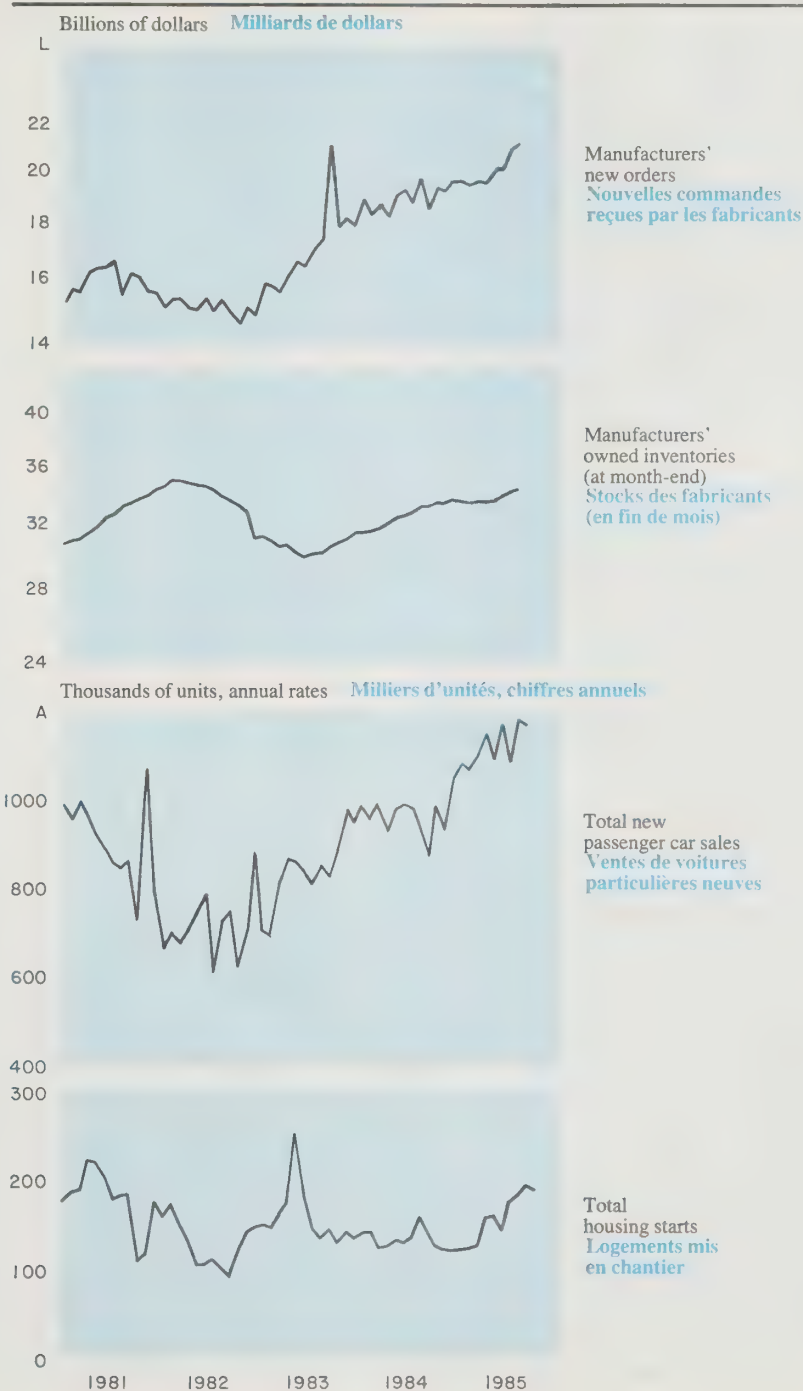 Billions of dollars Milliards de dollars
L
22
20
18
16
14
Manufacturers'
new orders
Nouvelles commandes
reçues par les fabricants
40
36
32
28
24
Manufacturers'
owned inventories
(at month-end)
Stocks des fabricants
(en fin de mois)
Thousands of units, annual rates Milliers d'unités, chiffres annuels
A
1000
800
600
400
Total new
passenger car sales
Ventes de voitures
particulières neuves
300
200
100
0
Total
housing starts
Logements mis
en chantier
1981 1982 1983 1984 1985